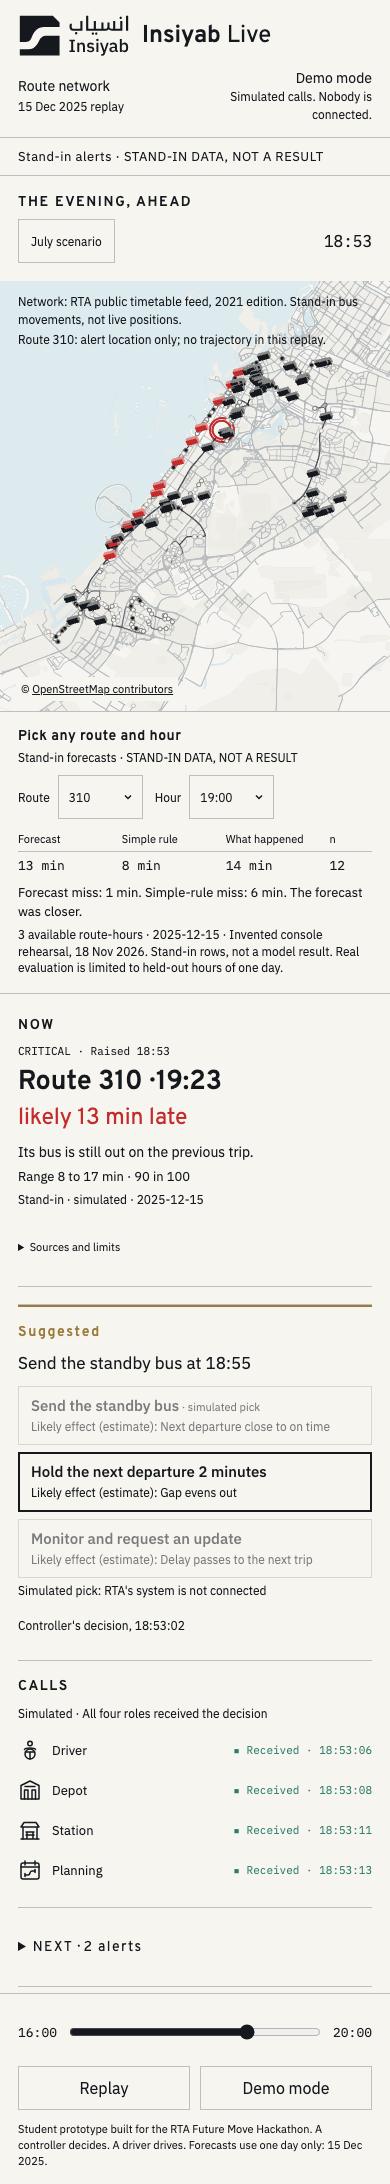 انسياب
Insiyab
Insiyab Live
Route network
15 Dec 2025 replay
Demo mode
Simulated calls. Nobody is
connected.
Stand-in alerts · STAND-IN DATA, NOT A RESULT
THE EVENING, AHEAD
July scenario
18:53
Network: RTA public timetable feed, 2021 edition. Stand-in bus
movements, not live positions.
Route 310: alert location only; no trajectory in this replay.
© OpenStreetMap contributors
Pick any route and hour
Stand-in forecasts · STAND-IN DATA, NOT A RESULT
Route 310 Hour 19:00
Forecast Simple rule What happened n
13 min 8 min 14 min 12
Forecast miss: 1 min. Simple-rule miss: 6 min. The forecast
was closer.
3 available route-hours · 2025-12-15 · Invented console
rehearsal, 18 Nov 2026. Stand-in rows, not a model result. Real
evaluation is limited to held-out hours of one day.
NOW
CRITICAL · Raised 18:53
Route 310 ·19:23
likely 13 min late
Its bus is still out on the previous trip.
Range 8 to 17 min · 90 in 100
Stand-in · simulated · 2025-12-15
Sources and limits
Suggested
Send the standby bus at 18:55
Send the standby bus · simulated pick
Likely effect (estimate): Next departure close to on time
Hold the next departure 2 minutes
Likely effect (estimate): Gap evens out
Monitor and request an update
Likely effect (estimate): Delay passes to the next trip
Simulated pick: RTA's system is not connected
Controller's decision, 18:53:02
CALLS
Simulated · All four roles received the decision
Driver Received · 18:53:06
Depot Received · 18:53:08
Station Received · 18:53:11
Planning Received · 18:53:13
NEXT ·2 alerts
16:00 20:00
Replay Demo mode
Student prototype built for the RTA Future Move Hackathon. A
controller decides. A driver drives. Forecasts use one day only: 15 Dec
2025.